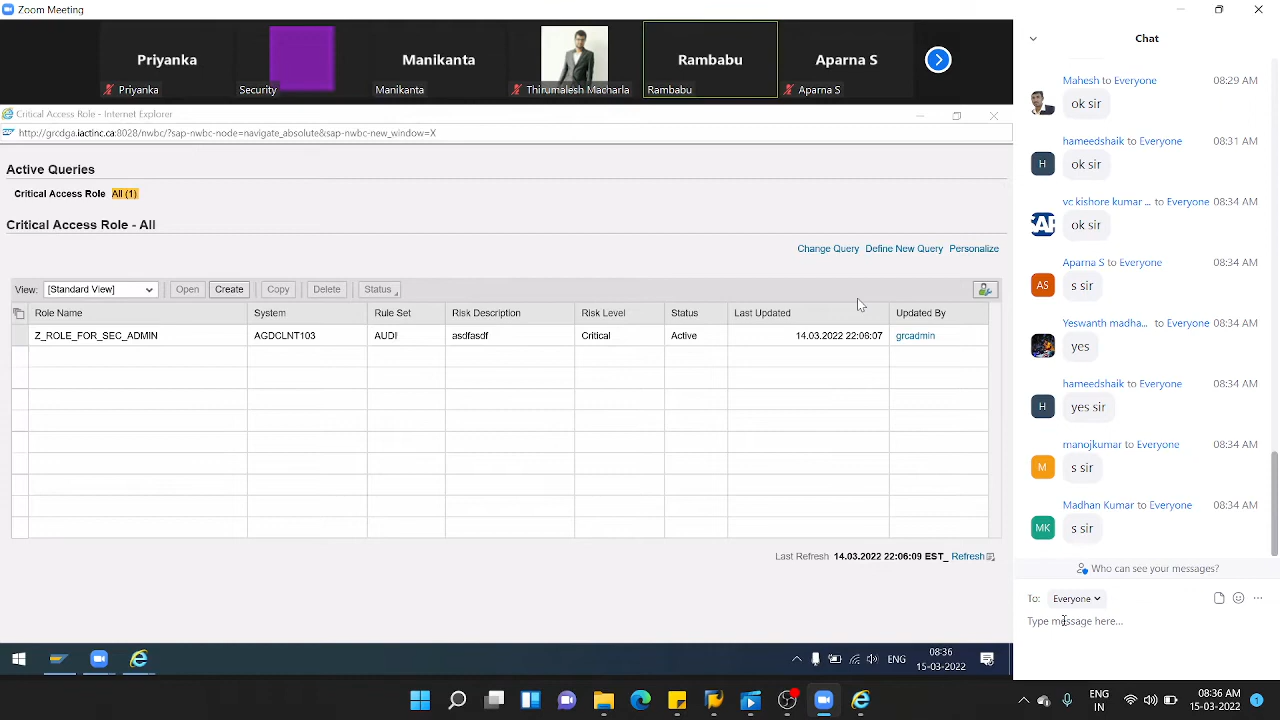 Zoom Meeting
Priyanka
Manikanta
Rambabu
Aparna S
Priyanka
Security
Manikanta
Thirumalesh Macharla
Rambabu
Aparna S
Critical Access Role - Internet Explorer
http://grcdga.iactinc.ca:8028/nwbc/?sap-nwbc-node=navigate_absolute&sap-nwbc-new_window=X
Active Queries
Critical Access Role All (1)
Critical Access Role - All
Change Query Define New Query Personalize
View: [Standard View] Open Create Copy Delete Status
Role Name System Rule Set Risk Description Risk Level Status Last Updated Updated By
Z_ROLE_FOR_SEC_ADMIN AGDCLNT103 AUDI asdfasdf Critical Active 14.03.2022 22:06:07 grcadmin
Last Refresh 14.03.2022 22:06:09 EST_ Refresh
ENG
08:36
15-03-2022
Chat
Mahesh to Everyone 08:29 AM
ok sir
hameedshaik to Everyone 08:31 AM
H
ok sir
vc kishore kumar ... to Everyone 08:34 AM
SAP
ok sir
Aparna S to Everyone 08:34 AM
AS
s sir
Yeswanth madha... to Everyone 08:34 AM
yes
hameedshaik to Everyone 08:34 AM
H
yes sir
manojkumar to Everyone 08:34 AM
M
s sir
Madhan Kumar to Everyone 08:34 AM
MK
s sir
Who can see your messages?
To: Everyone
Type message here...
ENG
IN
08:36 AM
15-03-2022
1